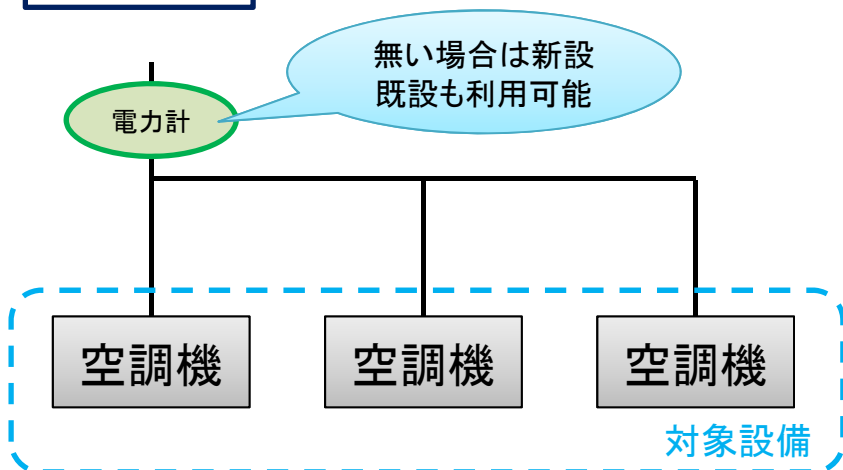 無い場合は新設
既設も利用可能
電力計
空調機
空調機
空調機
対象設備